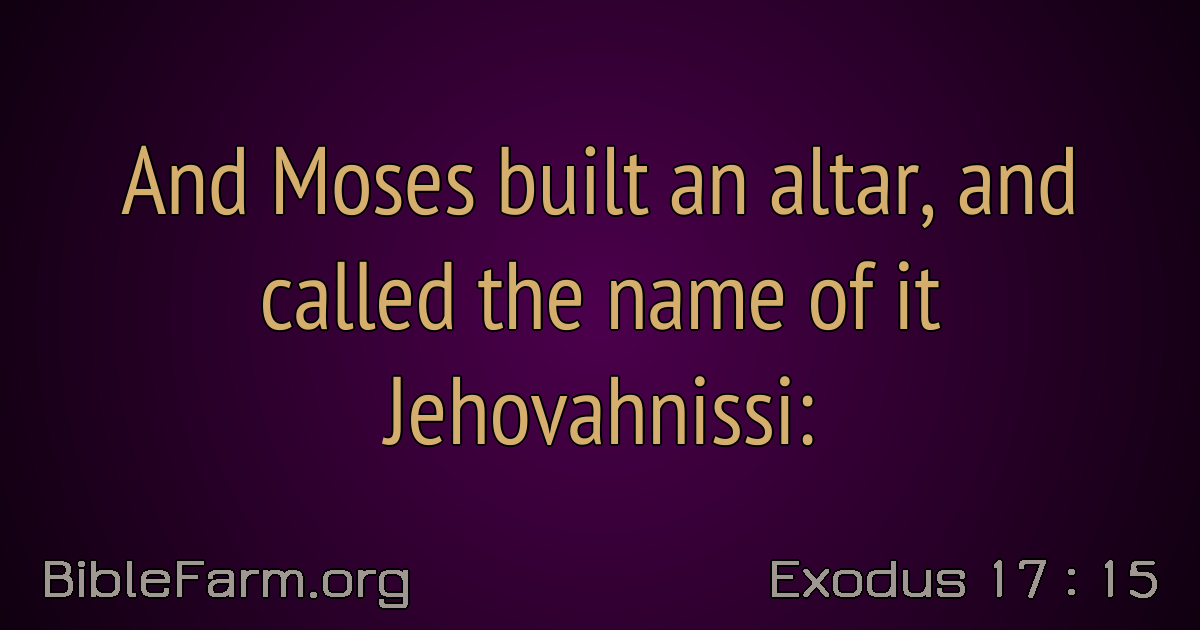 And Moses built an altar, and
called the name of it
Jehovahnissi:
BibleFarm.org
Exodus 17 : 15